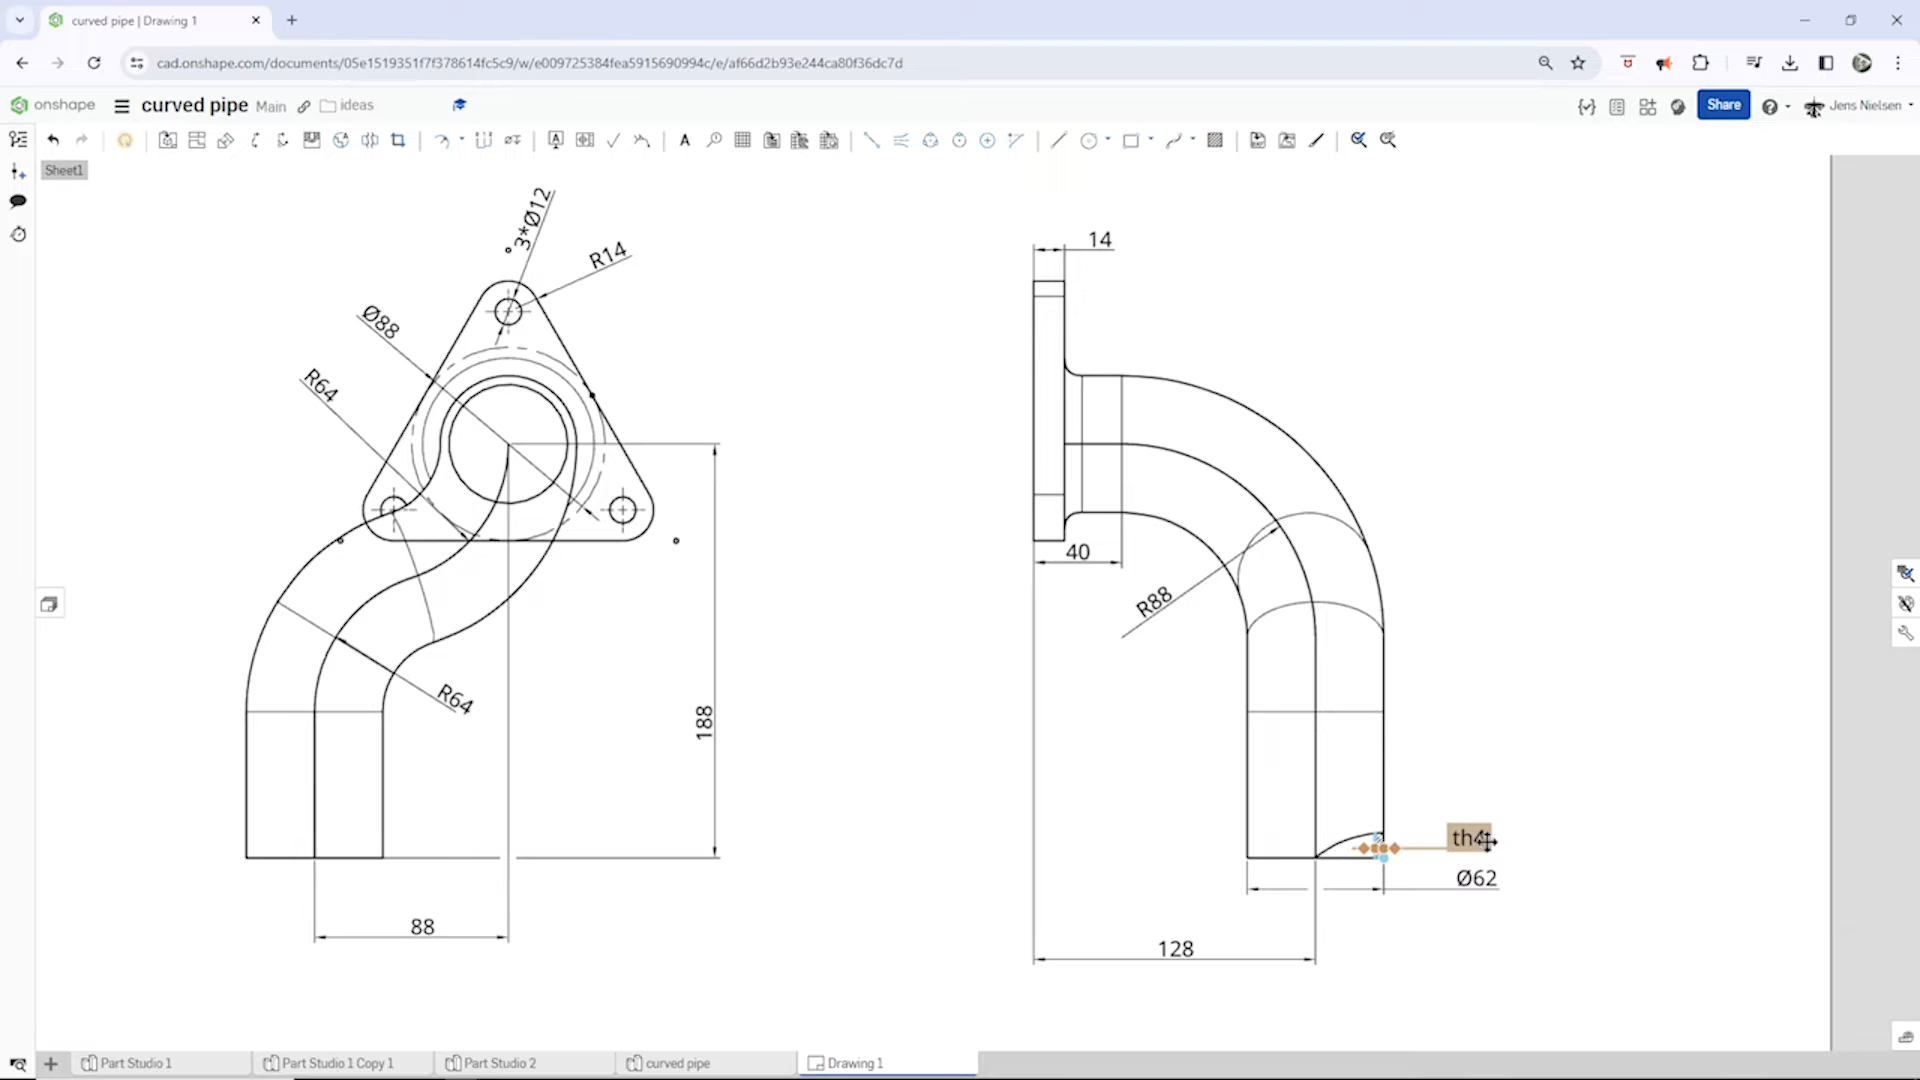 curved pipe | Drawing 1
cad.onshape.com/documents/05e1519351f7f378614fc5c9/w/e009725384fea5915690994c/e/af66d2b93e244ca80f36dc7d
onshape curved pipe Main ideas Share Jens Nielsen
Sheet1
3*Ø12
R14
Ø88
R64
R64
188
88
14
40
R88
th4
Ø62
128
Part Studio 1 Part Studio 1 Copy 1 Part Studio 2 curved pipe Drawing 1